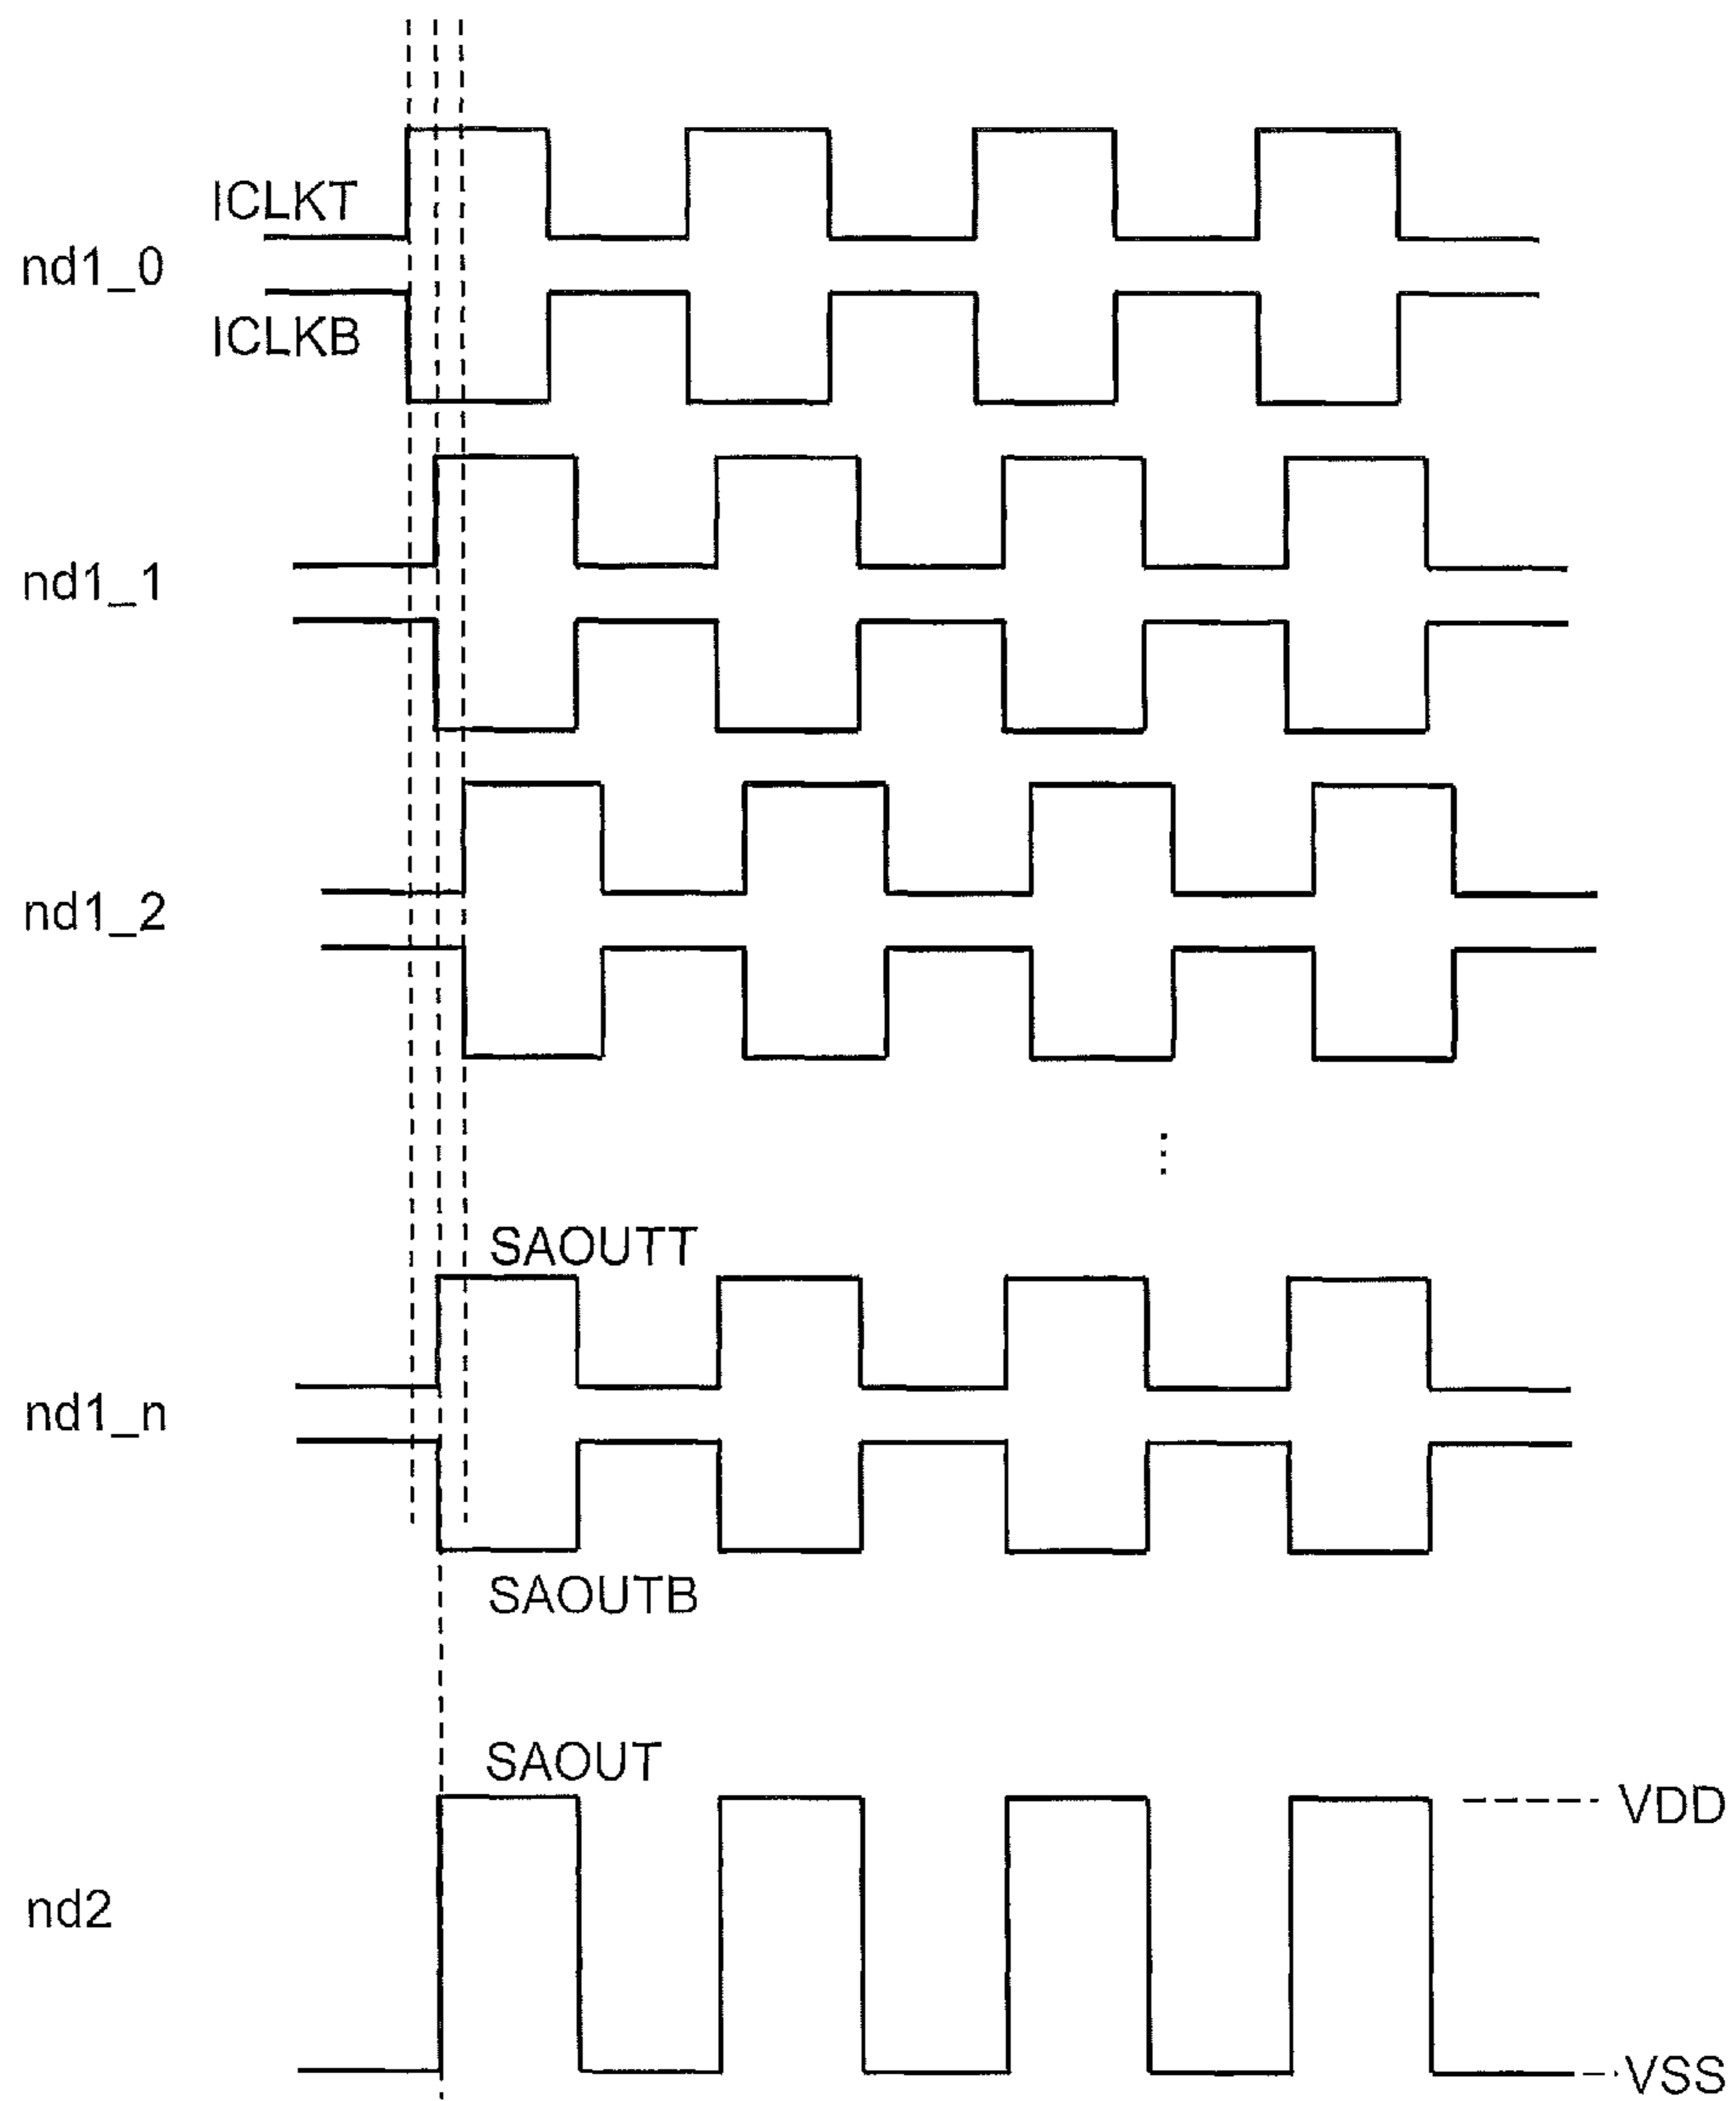 ICLKT
nd1_0
ICLKB
nd1_1
nd1_2
SAOUTT
nd1_n
SAOUTB
SAOUT
VDD
nd2
VSS